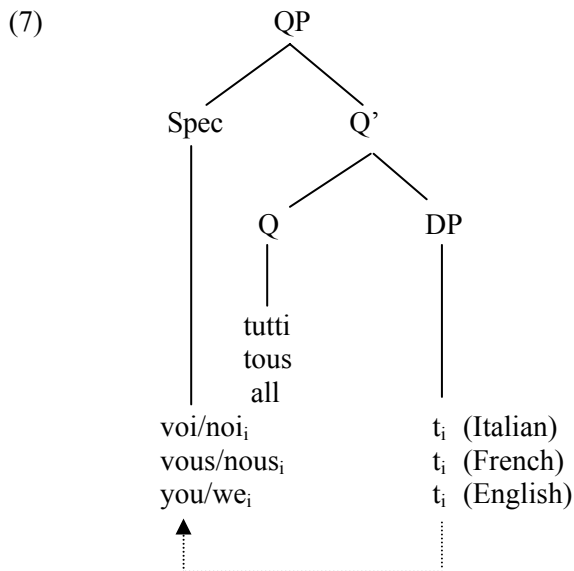 (7) QP
Spec Q’
Q DP
tutti
tous
all
voi/noiᵢ tᵢ (Italian)
vous/nousᵢ tᵢ (French)
you/weᵢ tᵢ (English)